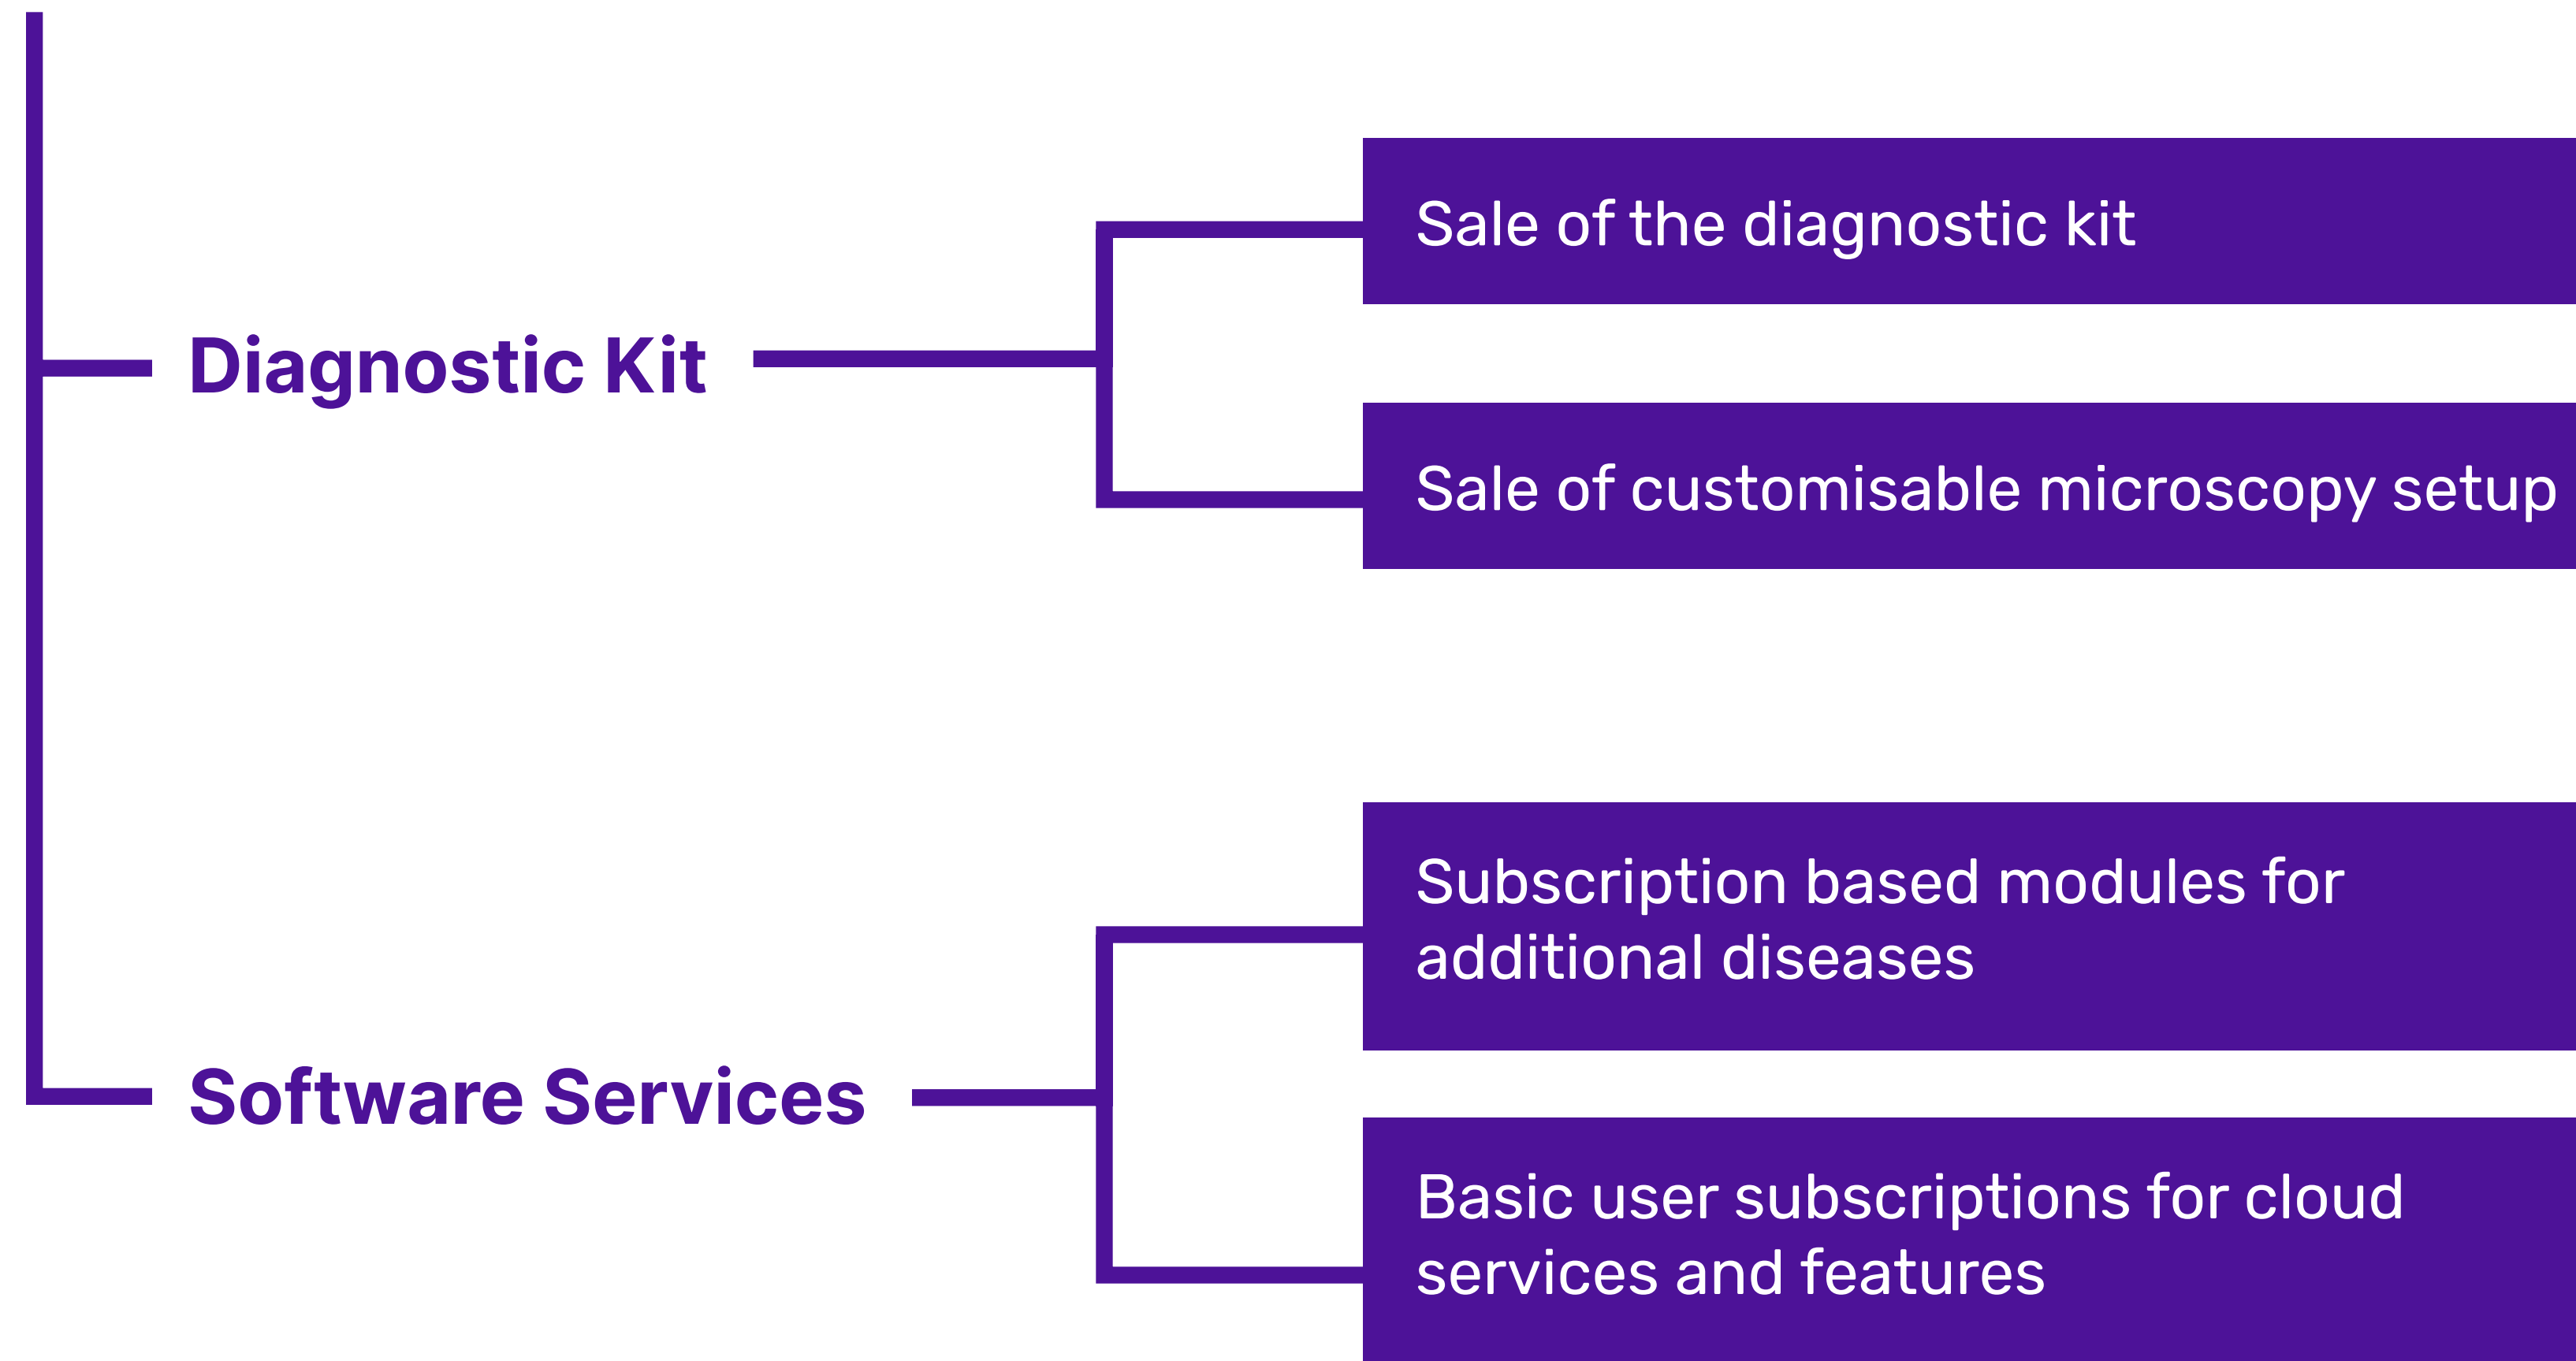 Sale of the diagnostic kit
Diagnostic Kit
Sale of customisable microscopy setup
Subscription based modules for
additional diseases
Software Services
Basic user subscriptions for cloud
services and features